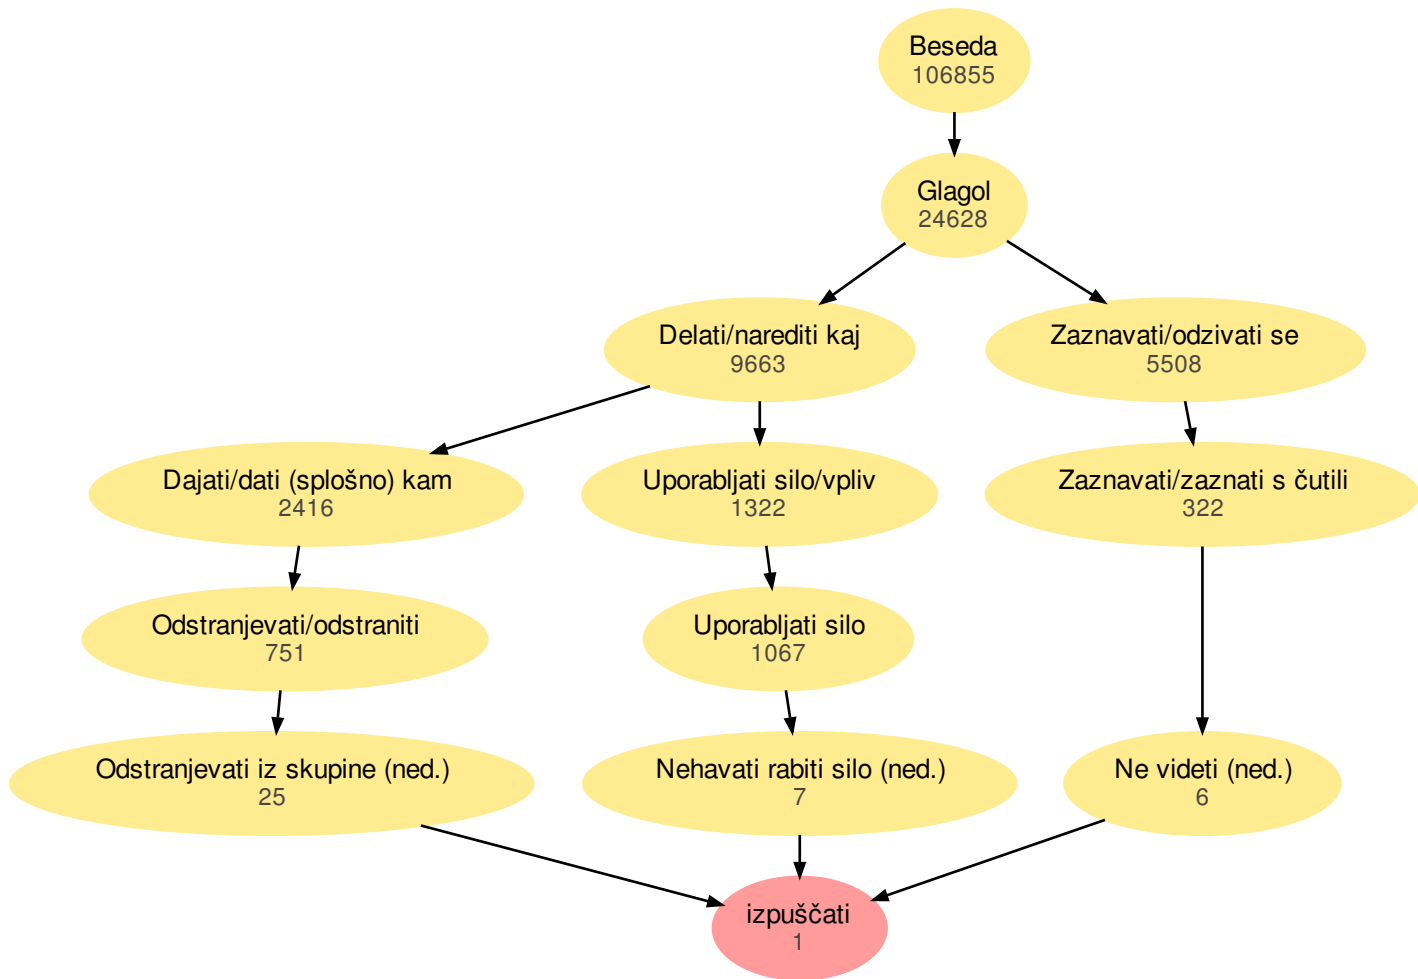 Beseda
106855
Glagol
24628
Delati/narediti kaj
9663
Zaznavati/odzivati se
5508
Dajati/dati (splošno) kam
2416
Uporabljati silo/vpliv
1322
Zaznavati/zaznati s čutili
322
Odstranjevati/odstraniti
751
Uporabljati silo
1067
Odstranjevati iz skupine (ned.)
25
Nehavati rabiti silo (ned.)
7
Ne videti (ned.)
6
izpuščati
1